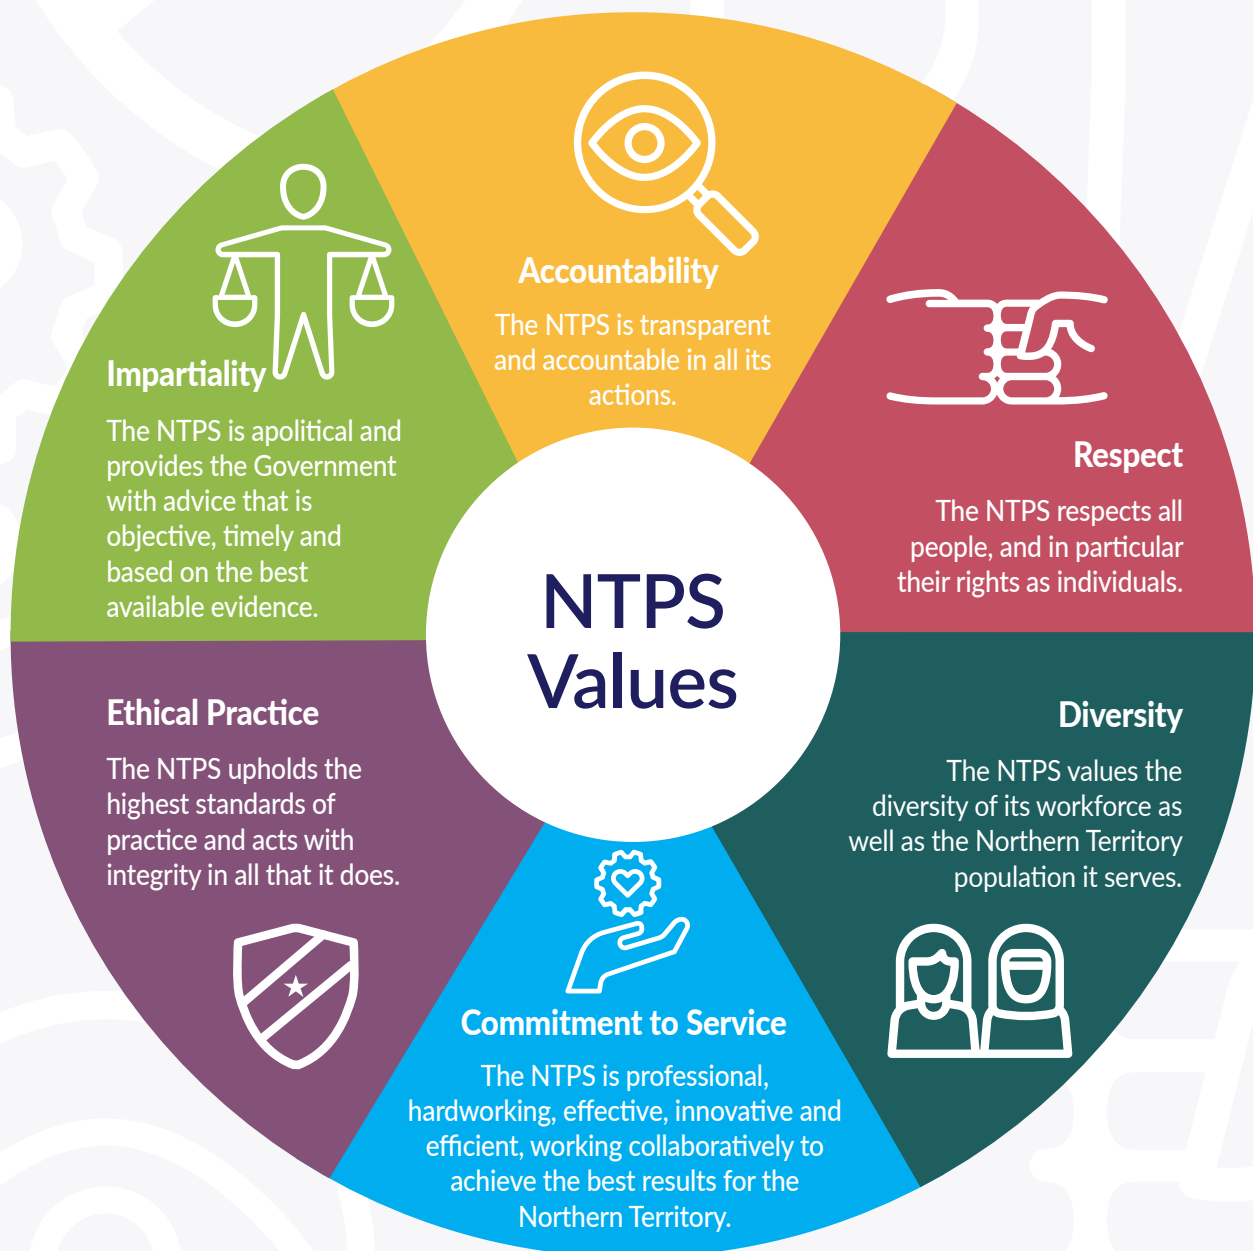 Accountability
The NTPS is transparent
and accountable in all its
actions.
Respect
The NTPS respects all
people, and in particular
their rights as individuals.
Diversity
The NTPS values the
diversity of its workforce as
well as the Northern Territory
population it serves.
Commitment to Service
The NTPS is professional,
hardworking, effective, innovative and
efficient, working collaboratively to
achieve the best results for the
Northern Territory.
Ethical Practice
The NTPS upholds the
highest standards of
practice and acts with
integrity in all that it does.
Impartiality
The NTPS is apolitical and
provides the Government
with advice that is
objective, timely and
based on the best
available evidence.
NTPS
Values